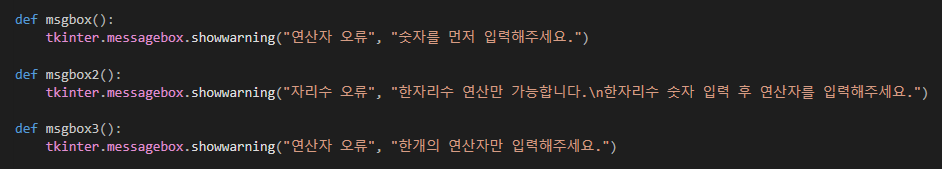 def msgbox():
    tkinter.messagebox.showwarning("연산자 오류", "숫자를 먼저 입력해주세요.")
def msgbox2():
    tkinter.messagebox.showwarning("자리수 오류", "한자리수 연산만 가능합니다.\n한자리수 숫자 입력 후 연산자를 입력해주세요.")
def msgbox3():
    tkinter.messagebox.showwarning("연산자 오류", "한개의 연산자만 입력해주세요.")